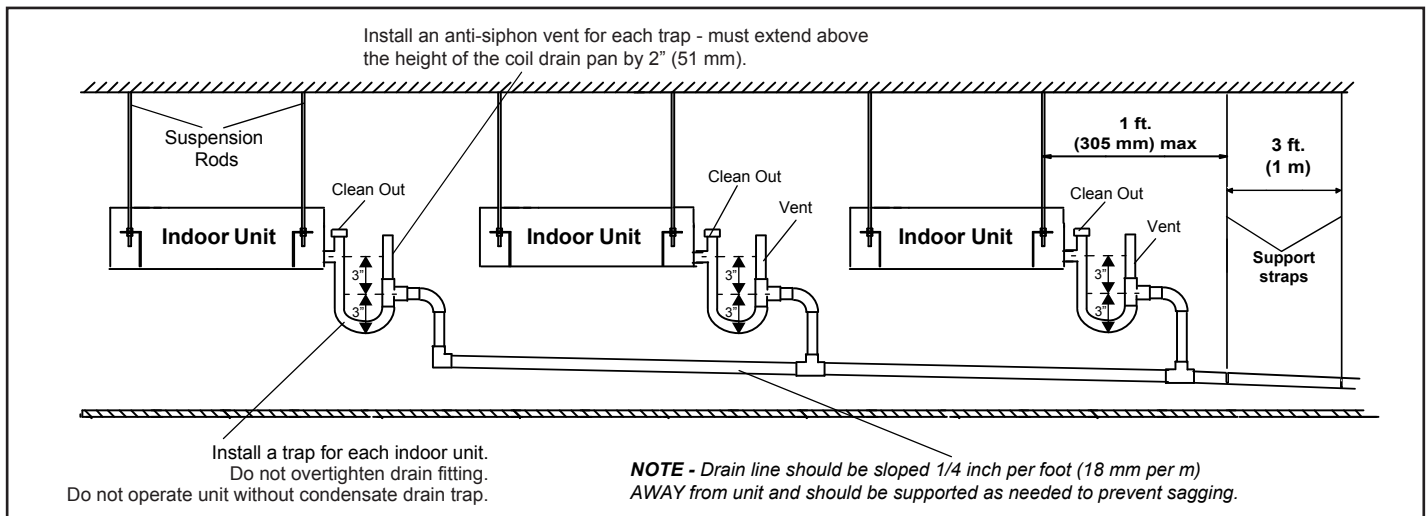 Install an anti-siphon vent for each trap - must extend above
the height of the coil drain pan by 2” (51 mm).
Suspension
Rods
1 ft.
(305 mm) max
3 ft.
(1 m)
Clean Out
Clean Out
Vent
Clean Out
Vent
Indoor Unit
Indoor Unit
Indoor Unit
Support
straps
3”
3”
3”
3”
3”
3”
Install a trap for each indoor unit.
Do not overtighten drain fitting.
Do not operate unit without condensate drain trap.
NOTE - Drain line should be sloped 1/4 inch per foot (18 mm per m)
AWAY from unit and should be supported as needed to prevent sagging.